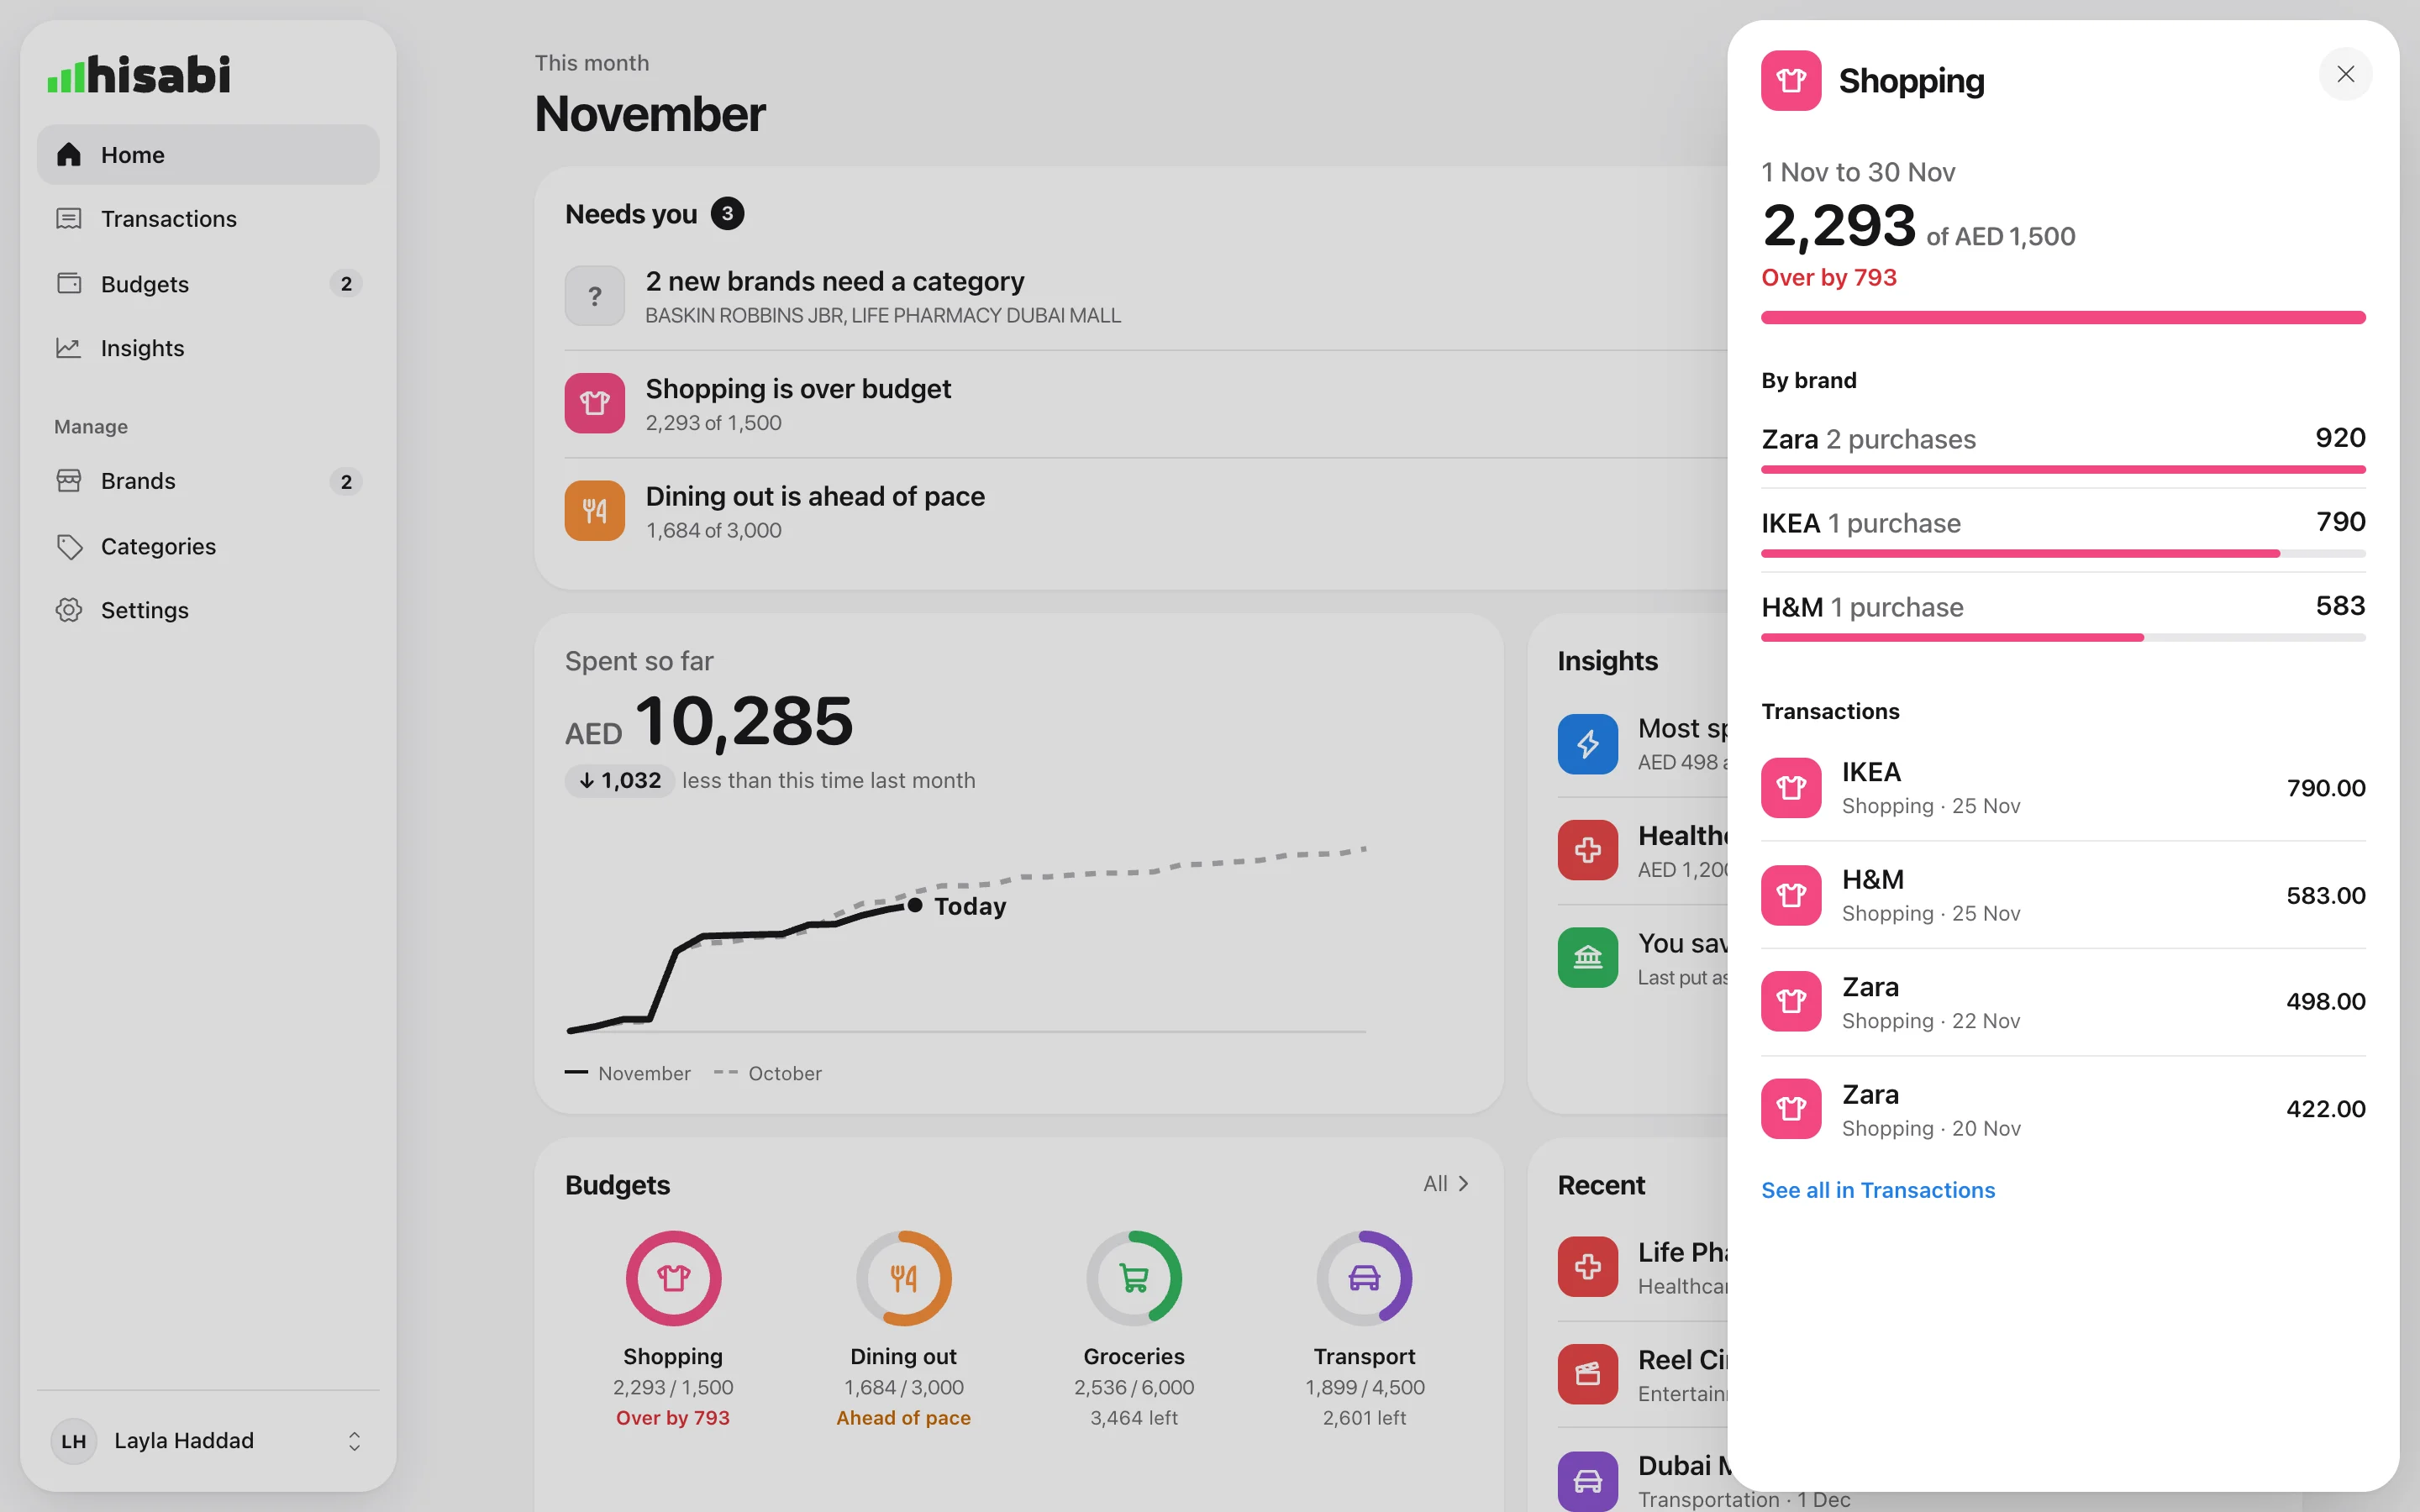 hisabi
Home
Transactions
Budgets 2
Insights
Manage
Brands 2
Categories
Settings
LH Layla Haddad
This month
November
Needs you 3
?
2 new brands need a category
BASKIN ROBBINS JBR, LIFE PHARMACY DUBAI MALL
Shopping is over budget
2,293 of 1,500
Dining out is ahead of pace
1,684 of 3,000
Spent so far
AED 10,285
↓ 1,032 less than this time last month
Today
November October
Insights
Most sp
AED 498
Healthc
AED 1,200
You sav
Last put as
Budgets All
Shopping
2,293 / 1,500
Over by 793
Dining out
1,684 / 3,000
Ahead of pace
Groceries
2,536 / 6,000
3,464 left
Transport
1,899 / 4,500
2,601 left
Recent
Life Pha
Healthcar
Reel Ci
Entertain
Dubai M
Transportation · 1 Dec
Shopping
1 Nov to 30 Nov
2,293 of AED 1,500
Over by 793
By brand
Zara 2 purchases 920
IKEA 1 purchase 790
H&M 1 purchase 583
Transactions
IKEA
Shopping · 25 Nov
790.00
H&M
Shopping · 25 Nov
583.00
Zara
Shopping · 22 Nov
498.00
Zara
Shopping · 20 Nov
422.00
See all in Transactions